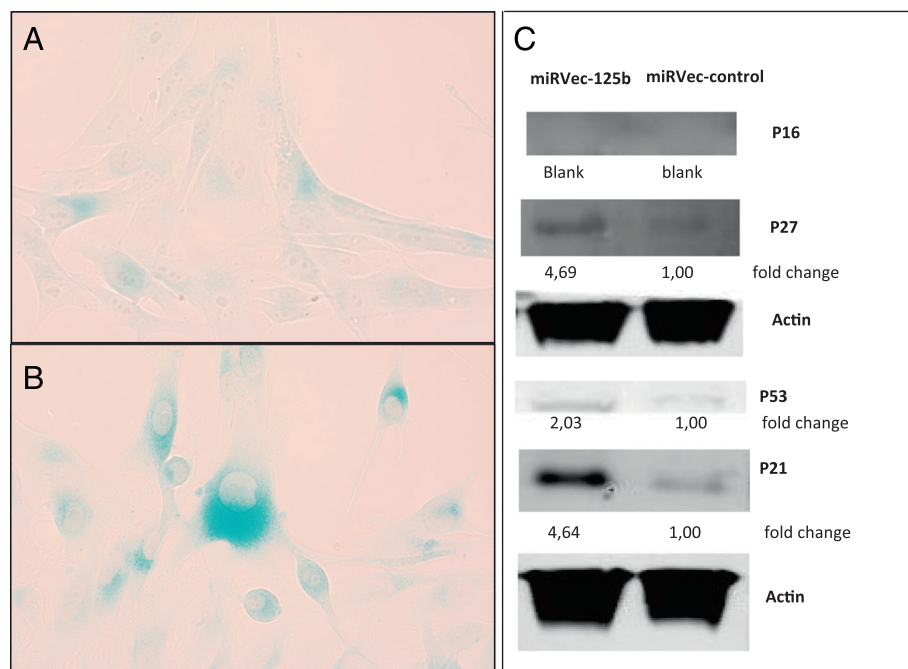 A
B
C
miRVec-125b miRVec-control
P16
Blank blank
P27
4,69 1,00 fold change
Actin
P53
2,03 1,00 fold change
P21
4,64 1,00 fold change
Actin